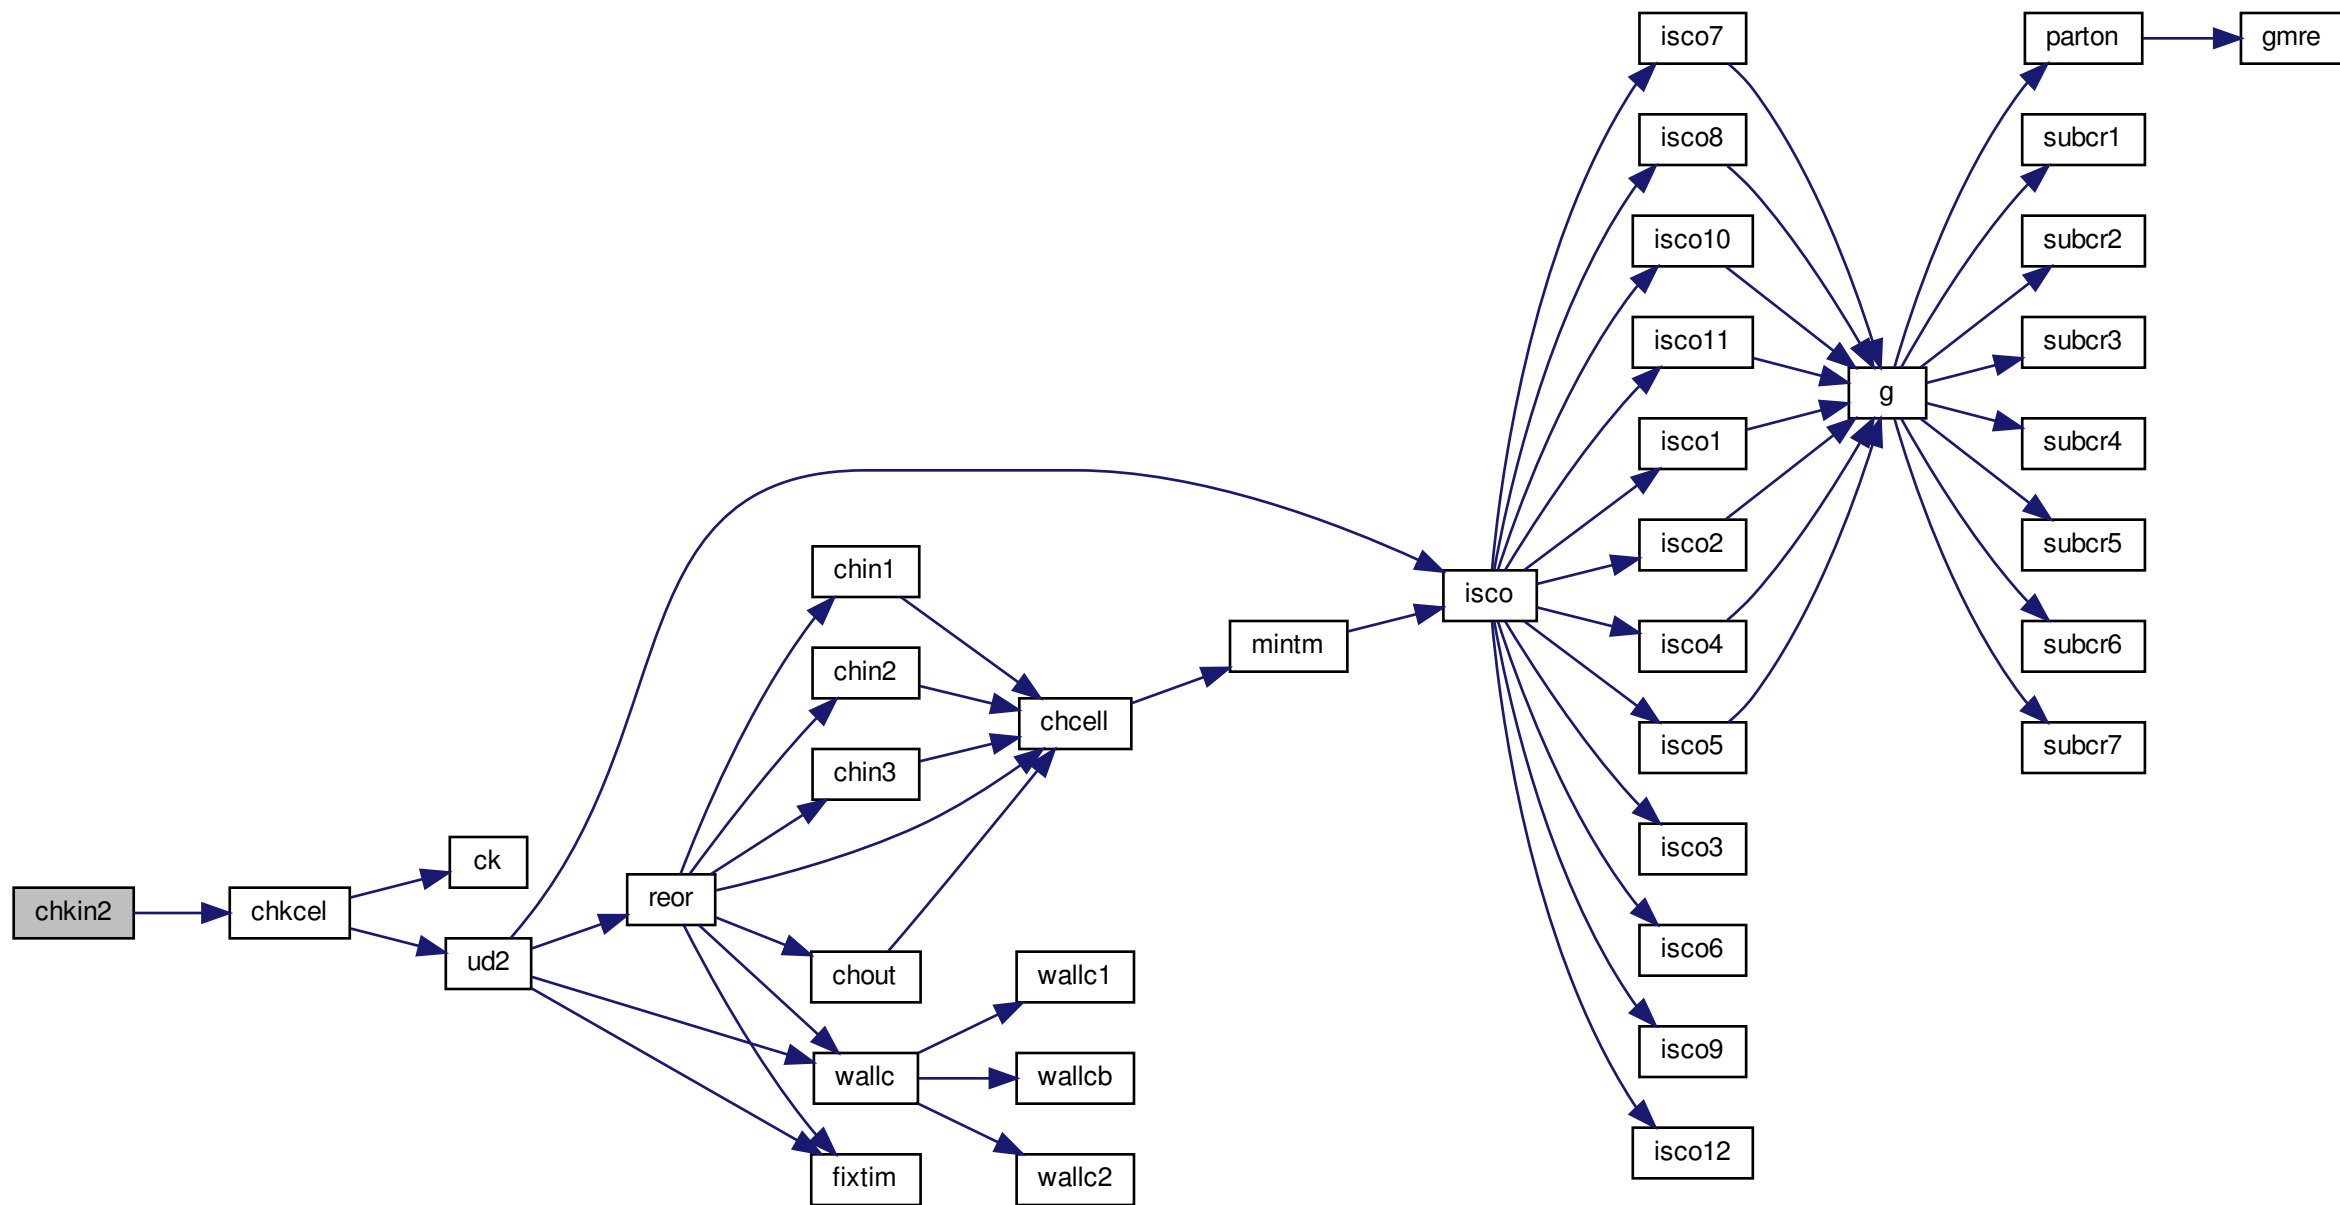 chkin2
chkcel
ck
ud2
reor
chin1
chin2
chin3
chout
wallc
fixtim
chcell
wallc1
wallcb
wallc2
mintm
isco
isco7
isco8
isco10
isco11
isco1
isco2
isco4
isco5
isco3
isco6
isco9
isco12
g
parton
subcr1
subcr2
subcr3
subcr4
subcr5
subcr6
subcr7
gmre